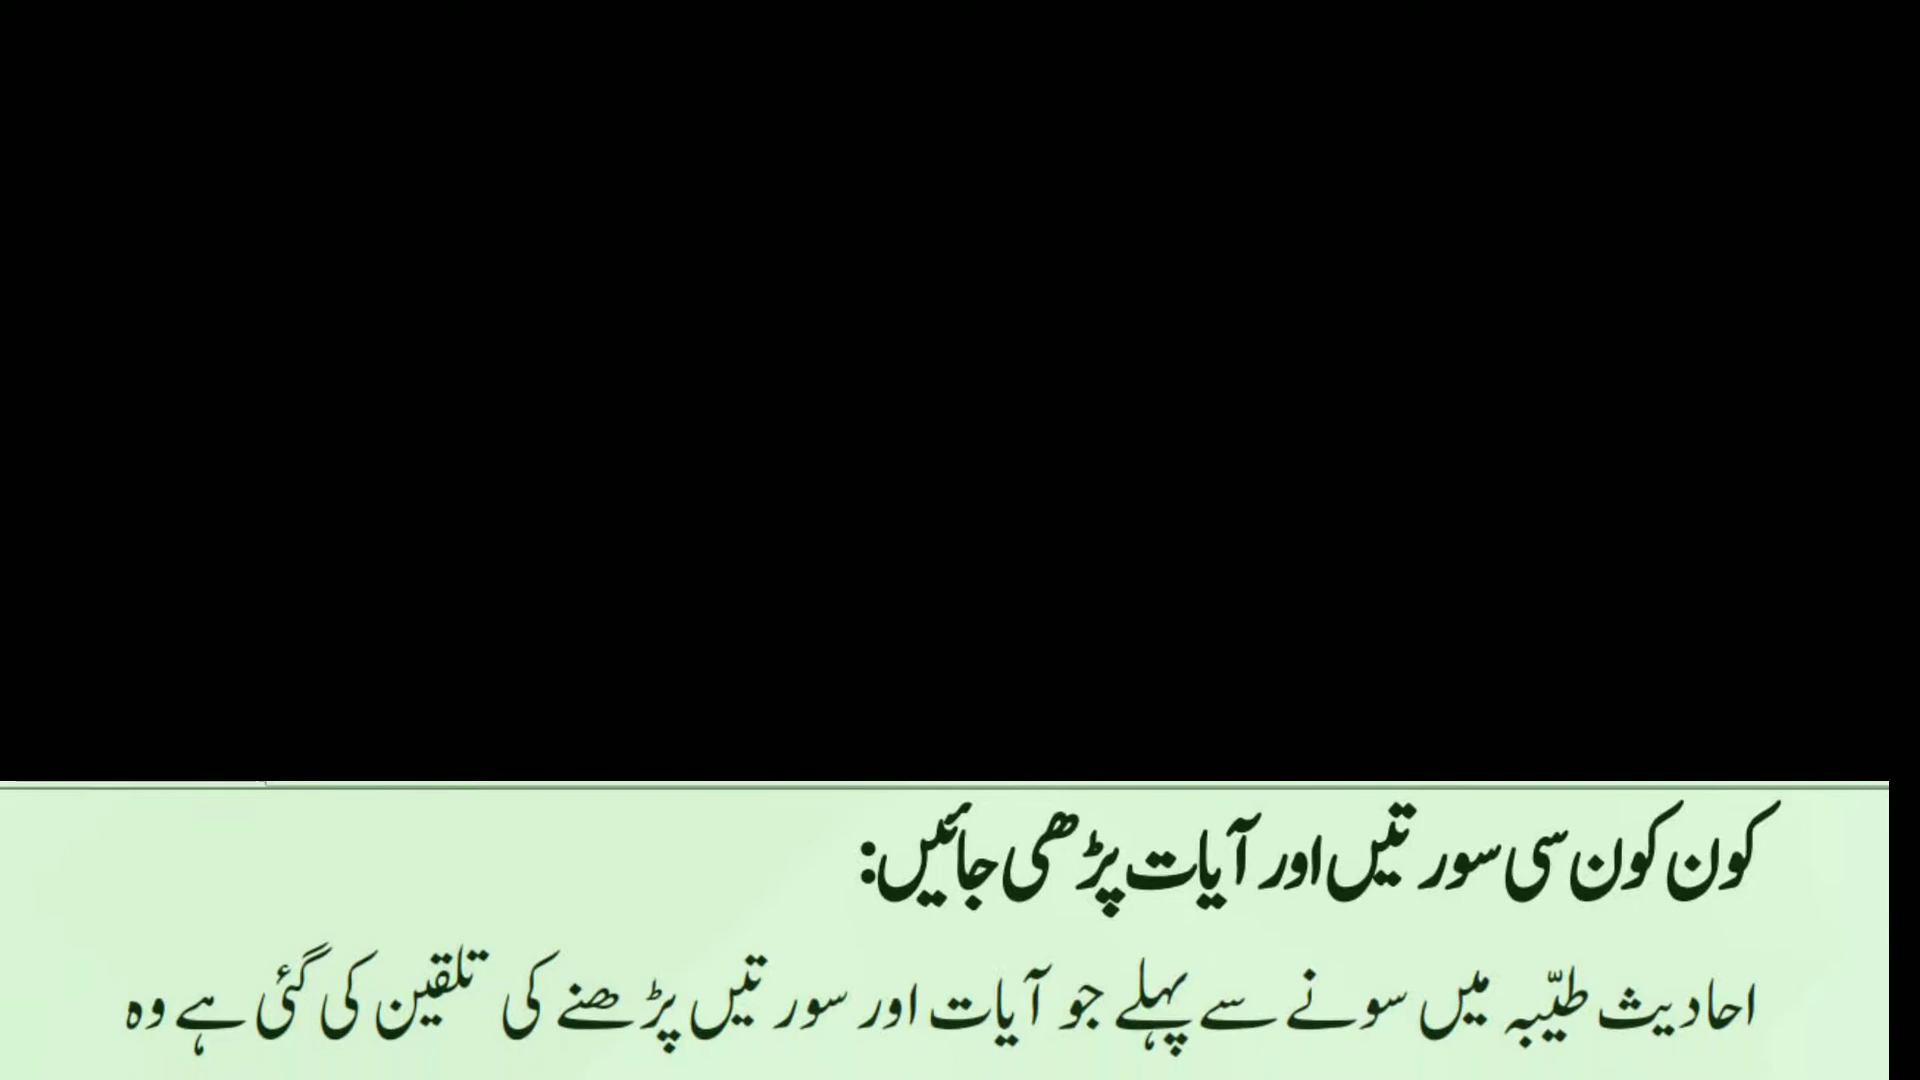 کون کون سی سورتیں اور آیات پڑھی جائیں:
احادیث طیّبہ میں سونے سے پہلے جو آیات اور سورتیں پڑھنے کی تلقین کی گئی ہے وہ